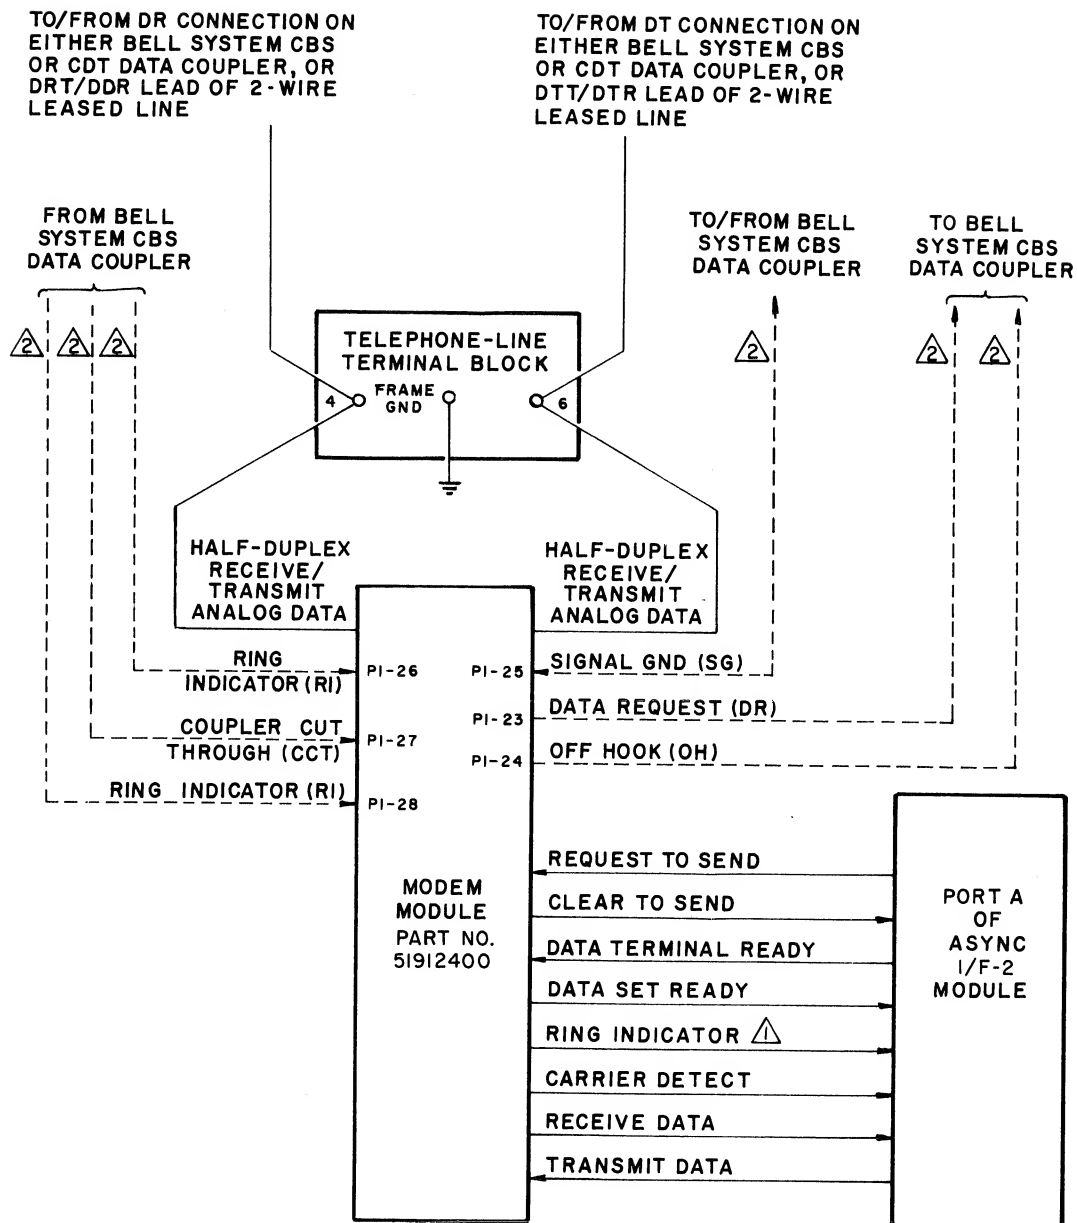 TO/FROM DR CONNECTION ON
EITHER BELL SYSTEM CBS
OR CDT DATA COUPLER, OR
DRT/DDR LEAD OF 2-WIRE
LEASED LINE
TO/FROM DT CONNECTION ON
EITHER BELL SYSTEM CBS
OR CDT DATA COUPLER, OR
DTT/DTR LEAD OF 2-WIRE
LEASED LINE
FROM BELL
SYSTEM CBS
DATA COUPLER
TO/FROM BELL
SYSTEM CBS
DATA COUPLER
TO BELL
SYSTEM CBS
DATA COUPLER
2
2
2
2
2
2
TELEPHONE-LINE
TERMINAL BLOCK
4
FRAME
GND
6
HALF-DUPLEX
RECEIVE/
TRANSMIT
ANALOG DATA
HALF-DUPLEX
RECEIVE/
TRANSMIT
ANALOG DATA
RING
INDICATOR (RI)
P1-26
COUPLER CUT
THROUGH (CCT)
P1-27
RING INDICATOR (RI)
P1-28
P1-25
SIGNAL GND (SG)
P1-23
DATA REQUEST (DR)
P1-24
OFF HOOK (OH)
MODEM
MODULE
PART NO.
51912400
REQUEST TO SEND
CLEAR TO SEND
DATA TERMINAL READY
DATA SET READY
RING INDICATOR 1
CARRIER DETECT
RECEIVE DATA
TRANSMIT DATA
PORT A
OF
ASYNC
I/F-2
MODULE